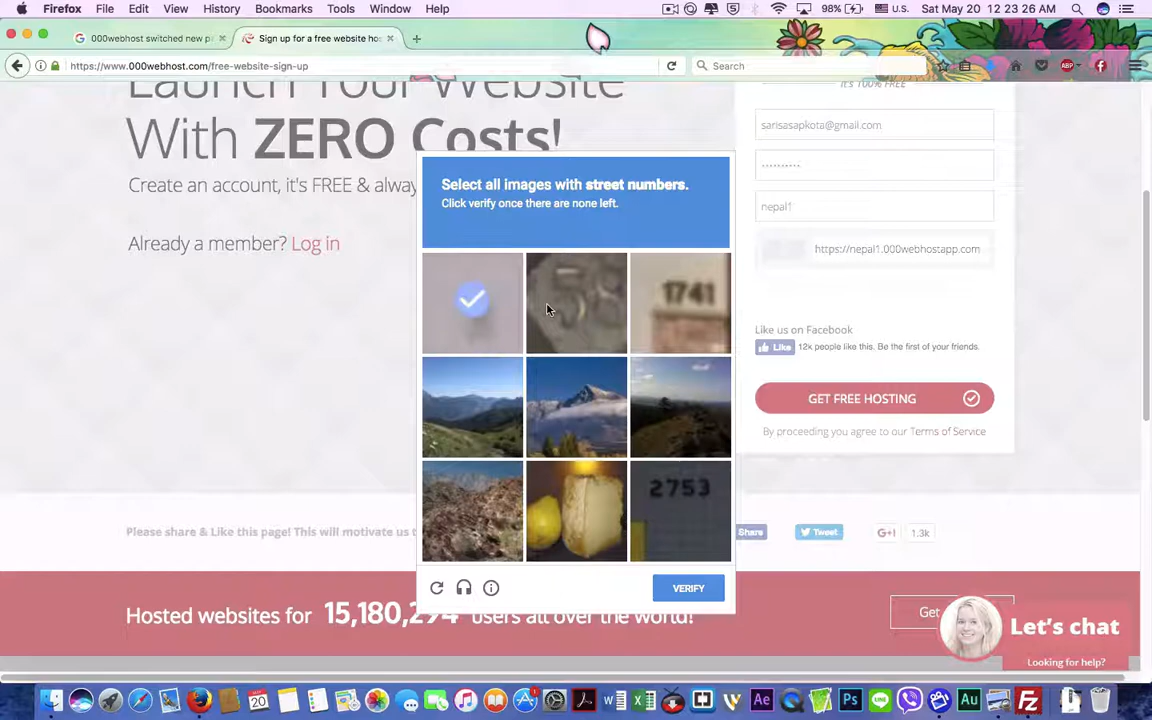 Firefox File Edit View History Bookmarks Tools Window Help 98% U.S. Sat May 20 12:23:26 AM
000webhost switched new p
Sign up for a free website ho
https://www.000webhost.com/free-website-sign-up
Search
ABP
Launch Your Website
With ZERO Costs!
Create an account, it's FREE & alway
Already a member? Log in
It's 100% FREE
sarisasapkota@gmail.com
nepal1
https://nepal1.000webhostapp.com
Like us on Facebook
Like 12k people like this. Be the first of your friends.
GET FREE HOSTING
By proceeding you agree to our Terms of Service
Select all images with street numbers.
Click verify once there are none left.
1741
2753
VERIFY
Please share & Like this page! This will motivate us t
Share
Tweet
G+1 1.3k
Hosted websites for 15,180,294 users all over the world!
Get
Let's chat
Looking for help?